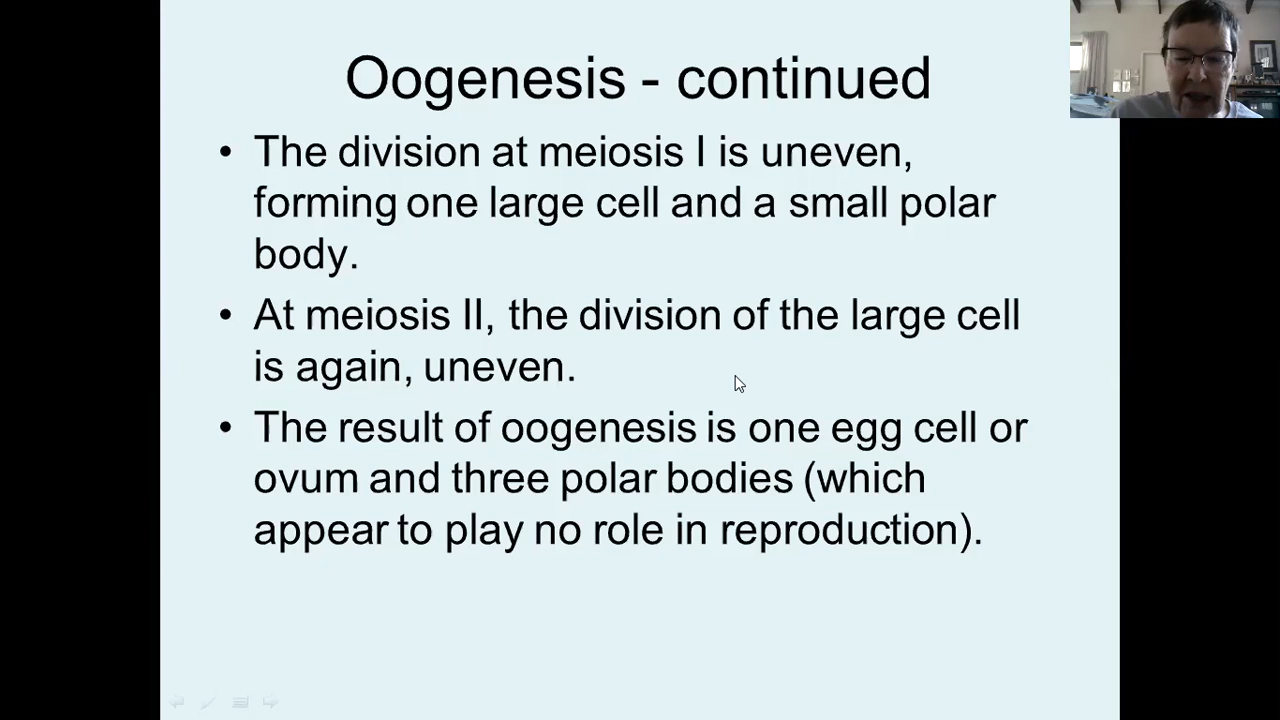 Oogenesis - continued
• The division at meiosis I is uneven,
forming one large cell and a small polar
body.
• At meiosis II, the division of the large cell
is again, uneven.
• The result of oogenesis is one egg cell or
ovum and three polar bodies (which
appear to play no role in reproduction).